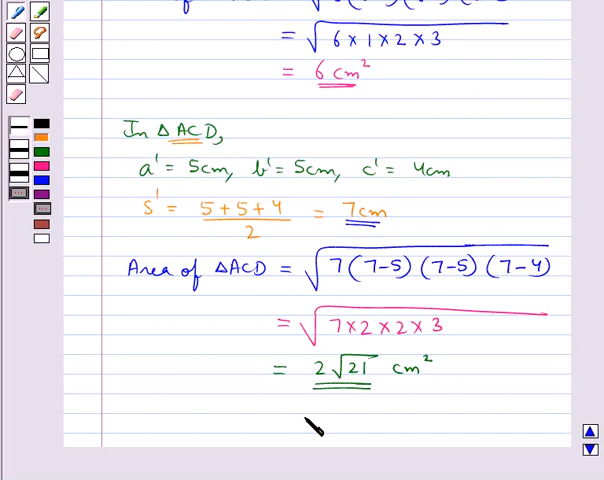 = √6×1×2×3
= 6 cm²
In △ ACD,
a' = 5cm, b' = 5cm, c' = 4cm
s' = (5+5+4)/2 = 7cm
Area of △ACD = √7(7-5)(7-5)(7-4)
= √7×2×2×3
= 2√21 cm²